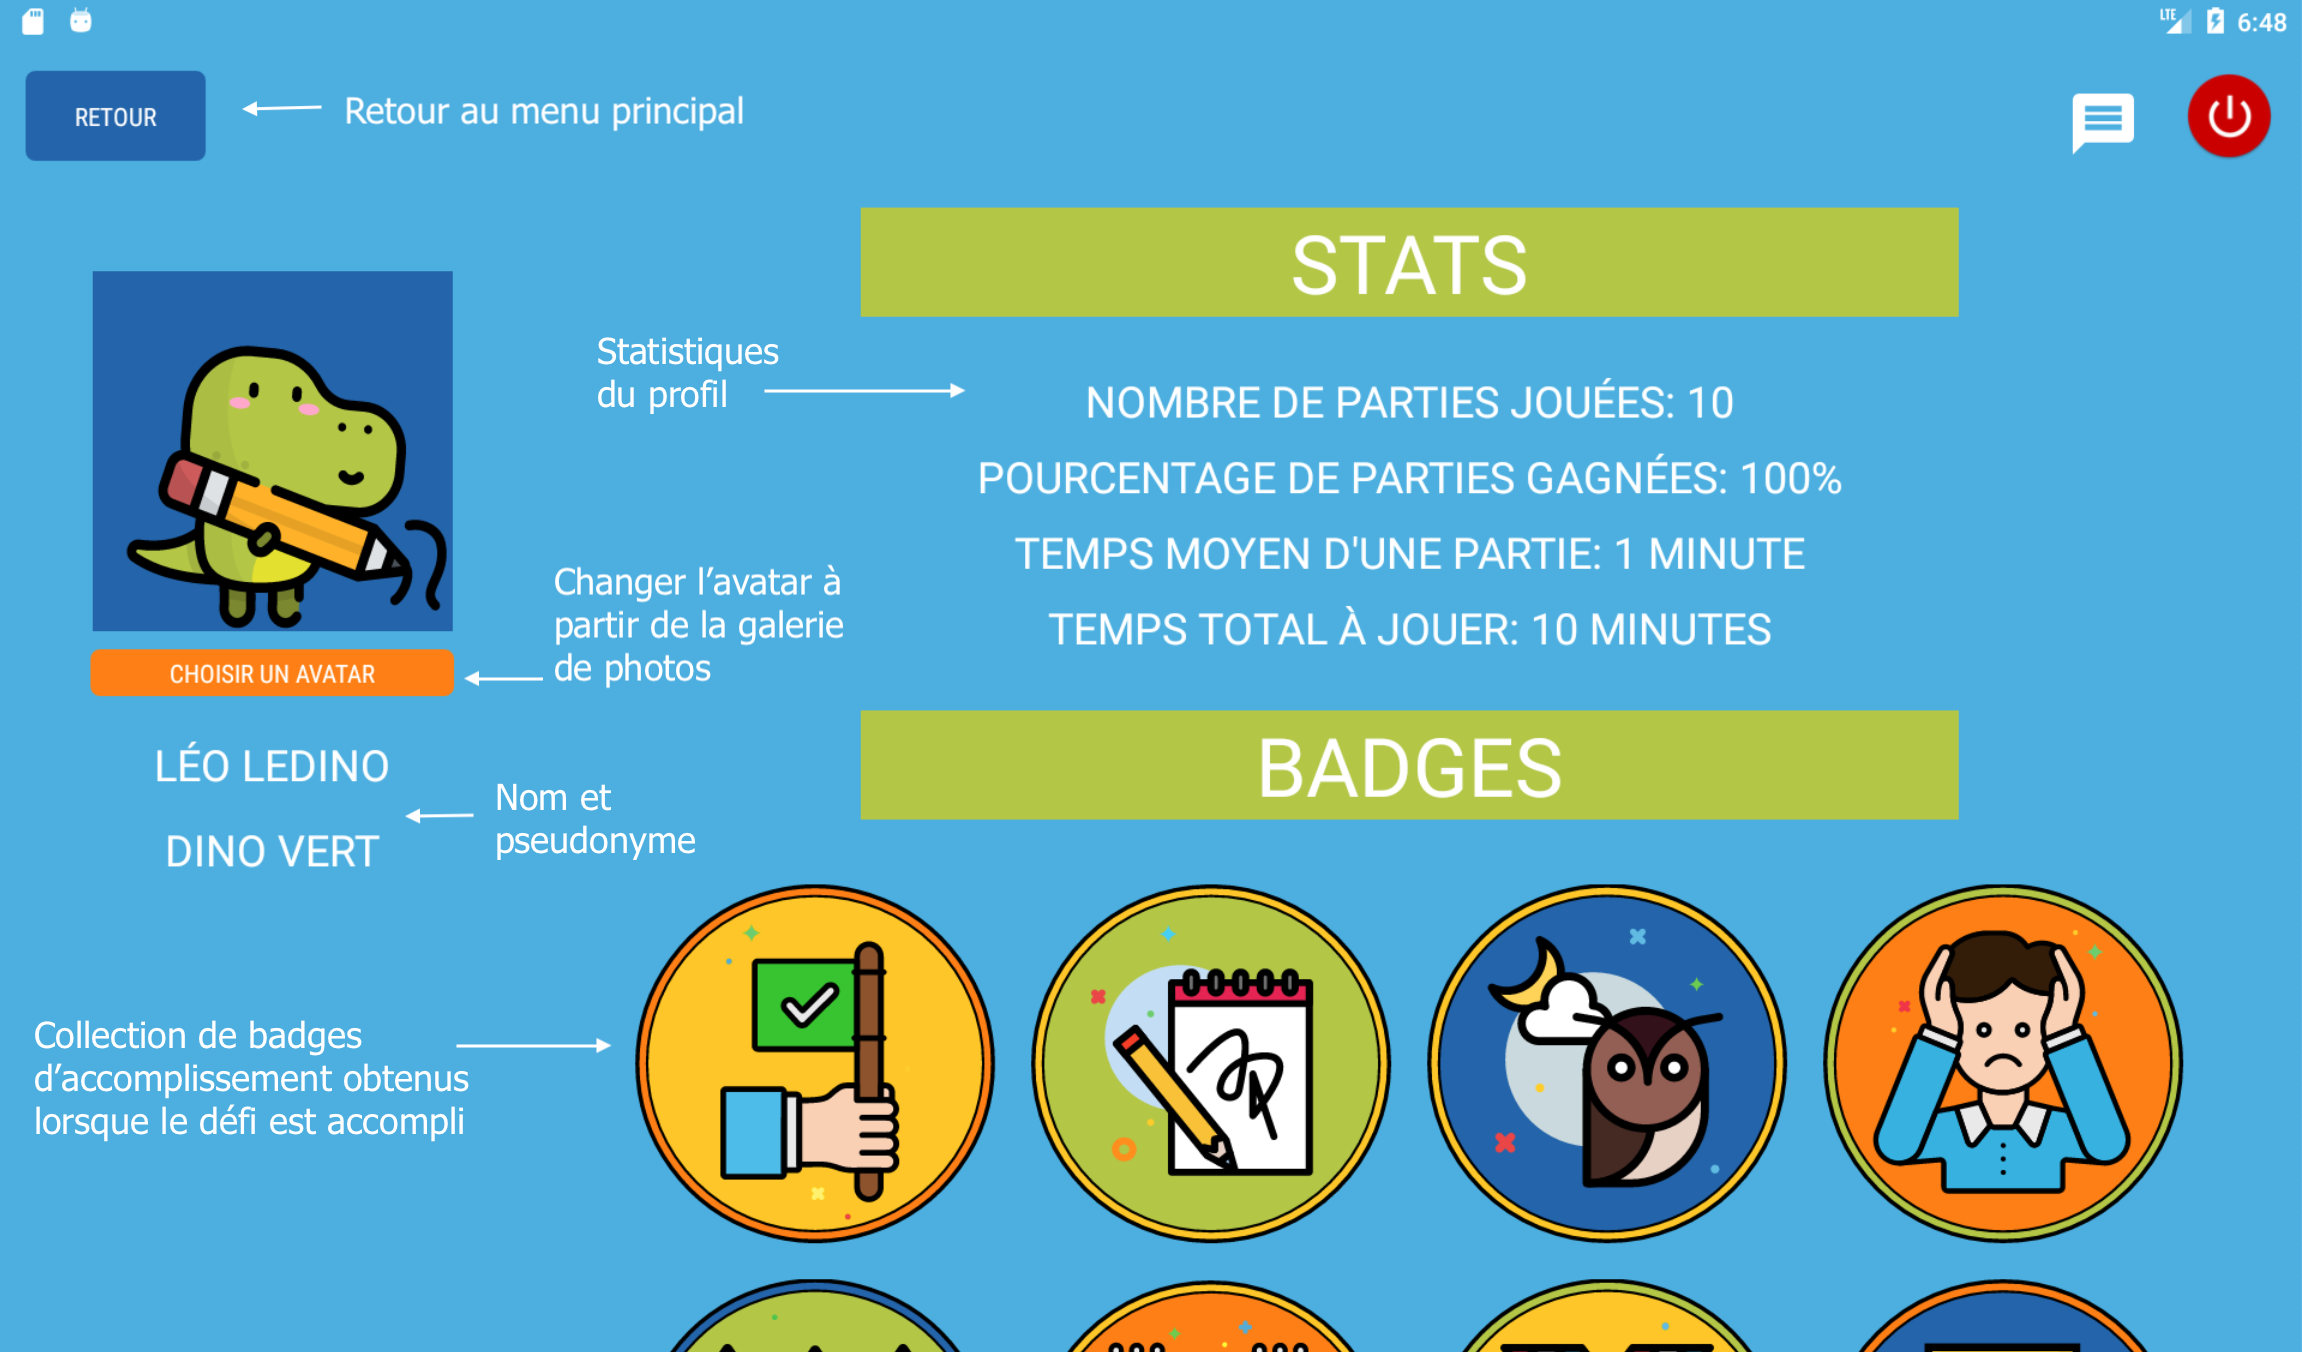 LTE 6:48
RETOUR
Retour au menu principal
STATS
Statistiques
du profil
NOMBRE DE PARTIES JOUÉES: 10
POURCENTAGE DE PARTIES GAGNÉES: 100%
TEMPS MOYEN D'UNE PARTIE: 1 MINUTE
TEMPS TOTAL À JOUER: 10 MINUTES
Changer l’avatar à
partir de la galerie
de photos
CHOISIR UN AVATAR
LÉO LEDINO
DINO VERT
Nom et
pseudonyme
BADGES
Collection de badges
d’accomplissement obtenus
lorsque le défi est accompli